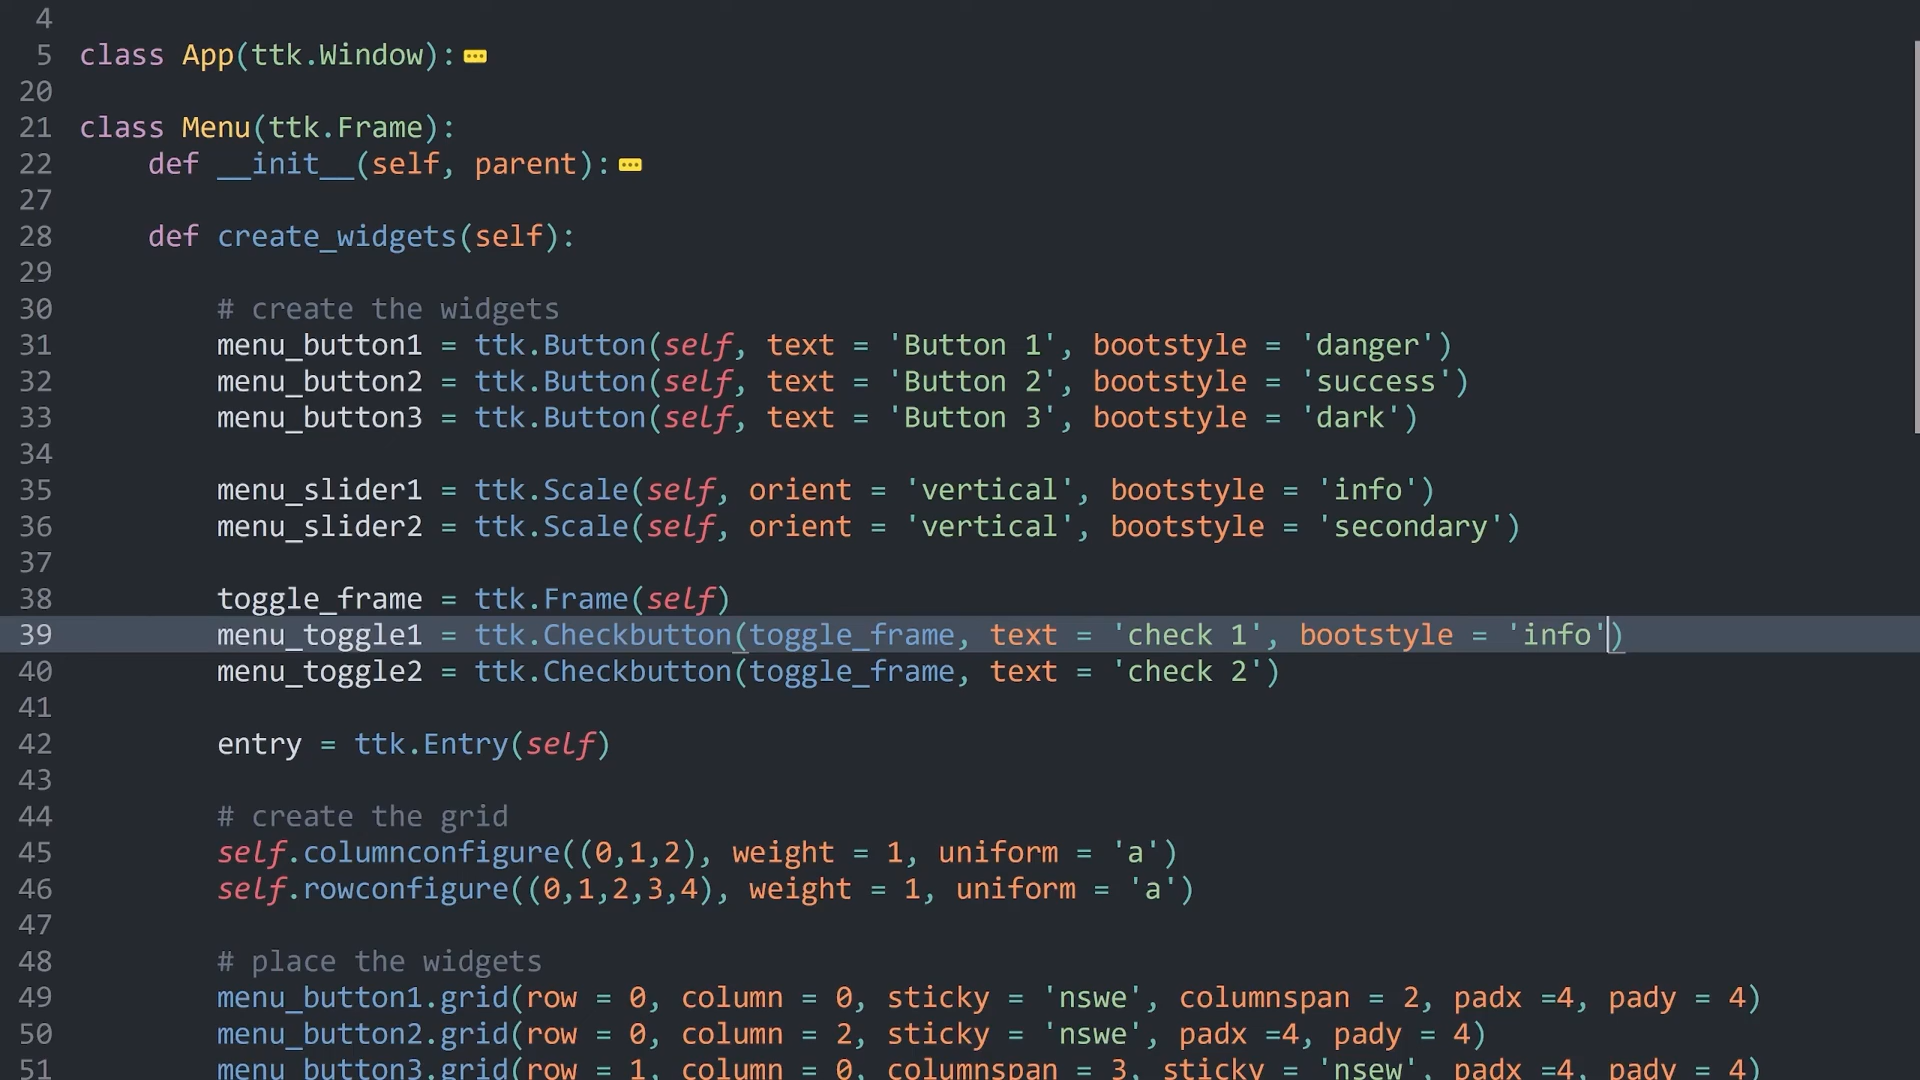 4
5 class App(ttk.Window):
20
21 class Menu(ttk.Frame):
22     def __init__(self, parent):
27
28     def create_widgets(self):
29
30         # create the widgets
31         menu_button1 = ttk.Button(self, text = 'Button 1', bootstyle = 'danger')
32         menu_button2 = ttk.Button(self, text = 'Button 2', bootstyle = 'success')
33         menu_button3 = ttk.Button(self, text = 'Button 3', bootstyle = 'dark')
34
35         menu_slider1 = ttk.Scale(self, orient = 'vertical', bootstyle = 'info')
36         menu_slider2 = ttk.Scale(self, orient = 'vertical', bootstyle = 'secondary')
37
38         toggle_frame = ttk.Frame(self)
39         menu_toggle1 = ttk.Checkbutton(toggle_frame, text = 'check 1', bootstyle = 'info')
40         menu_toggle2 = ttk.Checkbutton(toggle_frame, text = 'check 2')
41
42         entry = ttk.Entry(self)
43
44         # create the grid
45         self.columnconfigure((0,1,2), weight = 1, uniform = 'a')
46         self.rowconfigure((0,1,2,3,4), weight = 1, uniform = 'a')
47
48         # place the widgets
49         menu_button1.grid(row = 0, column = 0, sticky = 'nswe', columnspan = 2, padx =4, pady = 4)
50         menu_button2.grid(row = 0, column = 2, sticky = 'nswe', padx =4, pady = 4)
51         menu_button3.grid(row = 1, column = 0, columnspan = 3, sticky = 'nsew', padx =4, pady = 4)